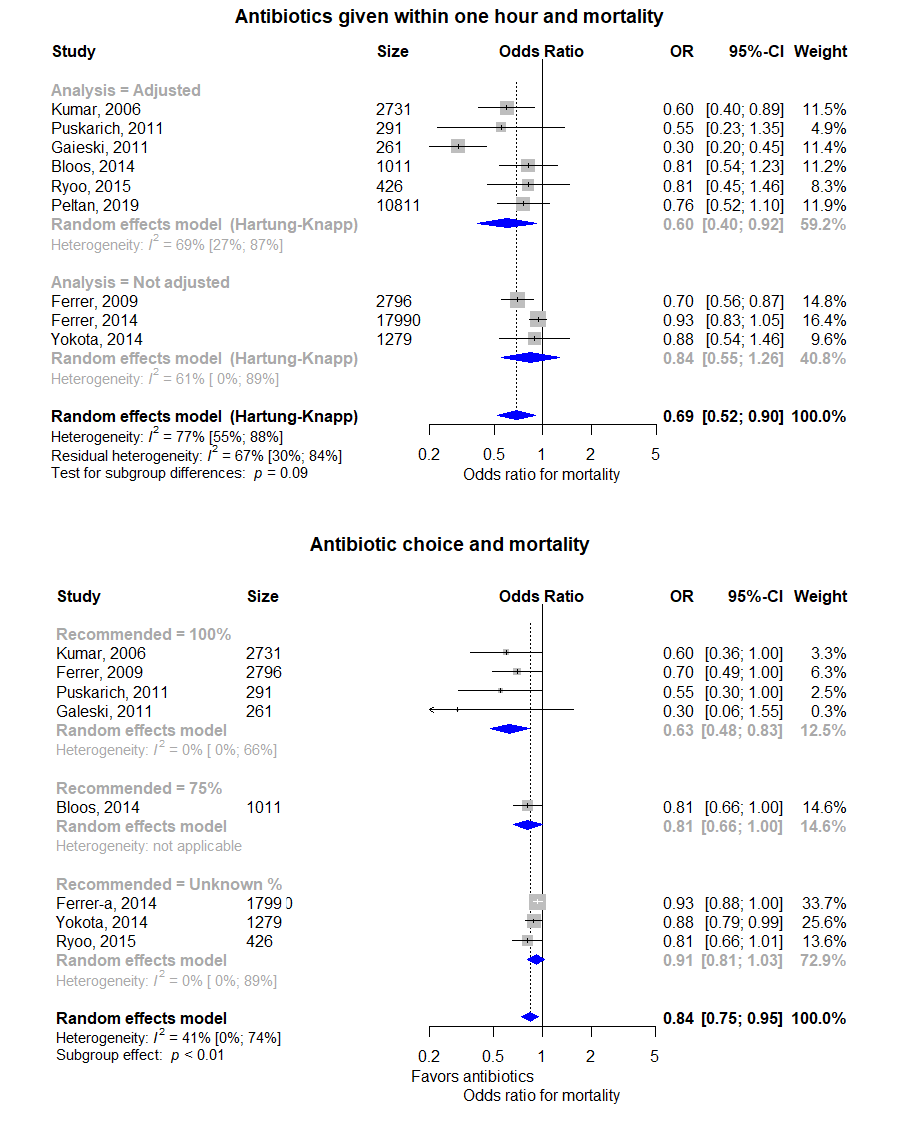 Antibiotics given within one hour and mortality
Study Size Odds Ratio OR 95%-CI Weight
Analysis = Adjusted
Kumar, 2006 2731 0.60 [0.40; 0.89] 11.5%
Puskarich, 2011 291 0.55 [0.23; 1.35] 4.9%
Gaieski, 2011 261 0.30 [0.20; 0.45] 11.4%
Bloos, 2014 1011 0.81 [0.54; 1.23] 11.2%
Ryoo, 2015 426 0.81 [0.45; 1.46] 8.3%
Peltan, 2019 10811 0.76 [0.52; 1.10] 11.9%
Random effects model (Hartung-Knapp) 0.60 [0.40; 0.92] 59.2%
Heterogeneity: I² = 69% [27%; 87%]
Analysis = Not adjusted
Ferrer, 2009 2796 0.70 [0.56; 0.87] 14.8%
Ferrer, 2014 17990 0.93 [0.83; 1.05] 16.4%
Yokota, 2014 1279 0.88 [0.54; 1.46] 9.6%
Random effects model (Hartung-Knapp) 0.84 [0.55; 1.26] 40.8%
Heterogeneity: I² = 61% [ 0%; 89%]
Random effects model (Hartung-Knapp) 0.69 [0.52; 0.90] 100.0%
Heterogeneity: I² = 77% [55%; 88%]
Residual heterogeneity: I² = 67% [30%; 84%]
Test for subgroup differences: p = 0.09
0.2 0.5 1 2 5
Odds ratio for mortality
Antibiotic choice and mortality
Study Size Odds Ratio OR 95%-CI Weight
Recommended = 100%
Kumar, 2006 2731 0.60 [0.36; 1.00] 3.3%
Ferrer, 2009 2796 0.70 [0.49; 1.00] 6.3%
Puskarich, 2011 291 0.55 [0.30; 1.00] 2.5%
Galeski, 2011 261 0.30 [0.06; 1.55] 0.3%
Random effects model 0.63 [0.48; 0.83] 12.5%
Heterogeneity: I² = 0% [ 0%; 66%]
Recommended = 75%
Bloos, 2014 1011 0.81 [0.66; 1.00] 14.6%
Random effects model 0.81 [0.66; 1.00] 14.6%
Heterogeneity: not applicable
Recommended = Unknown %
Ferrer-a, 2014 17990 0.93 [0.88; 1.00] 33.7%
Yokota, 2014 1279 0.88 [0.79; 0.99] 25.6%
Ryoo, 2015 426 0.81 [0.66; 1.01] 13.6%
Random effects model 0.91 [0.81; 1.03] 72.9%
Heterogeneity: I² = 0% [ 0%; 89%]
Random effects model 0.84 [0.75; 0.95] 100.0%
Heterogeneity: I² = 41% [0%; 74%]
Subgroup effect: p < 0.01
0.2 0.5 1 2 5
Favors antibiotics
Odds ratio for mortality